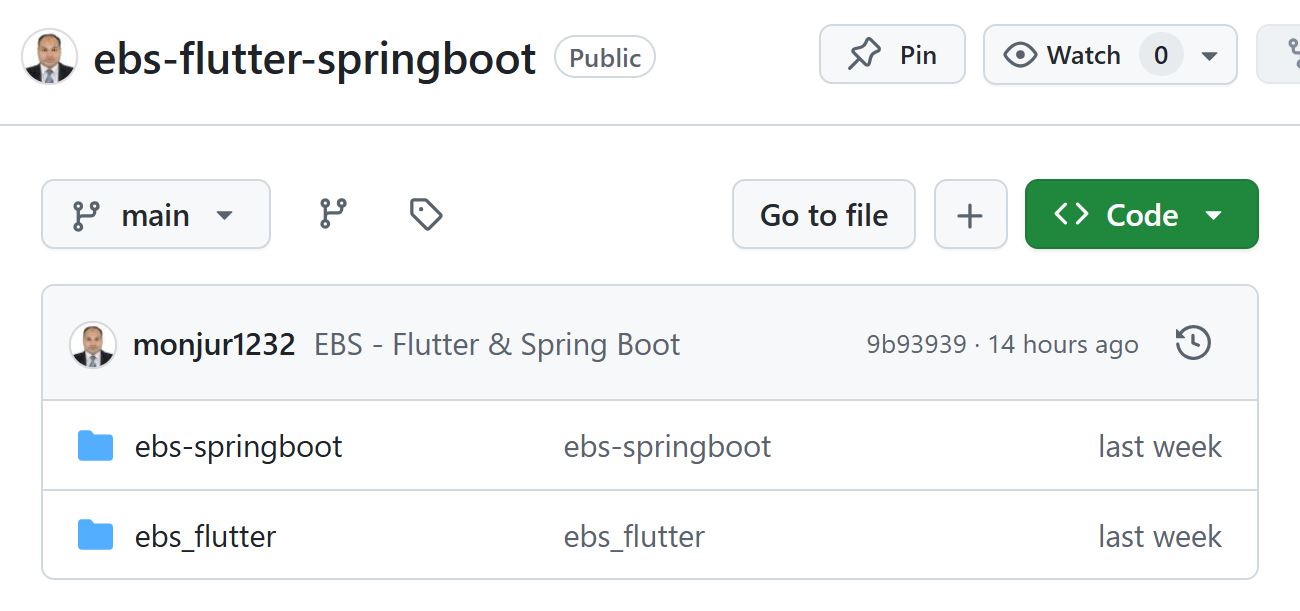 ebs-flutter-springboot Public Pin Watch 0
main Go to file + Code
monjur1232 EBS - Flutter & Spring Boot 9b93939 · 14 hours ago
ebs-springboot ebs-springboot last week
ebs_flutter ebs_flutter last week